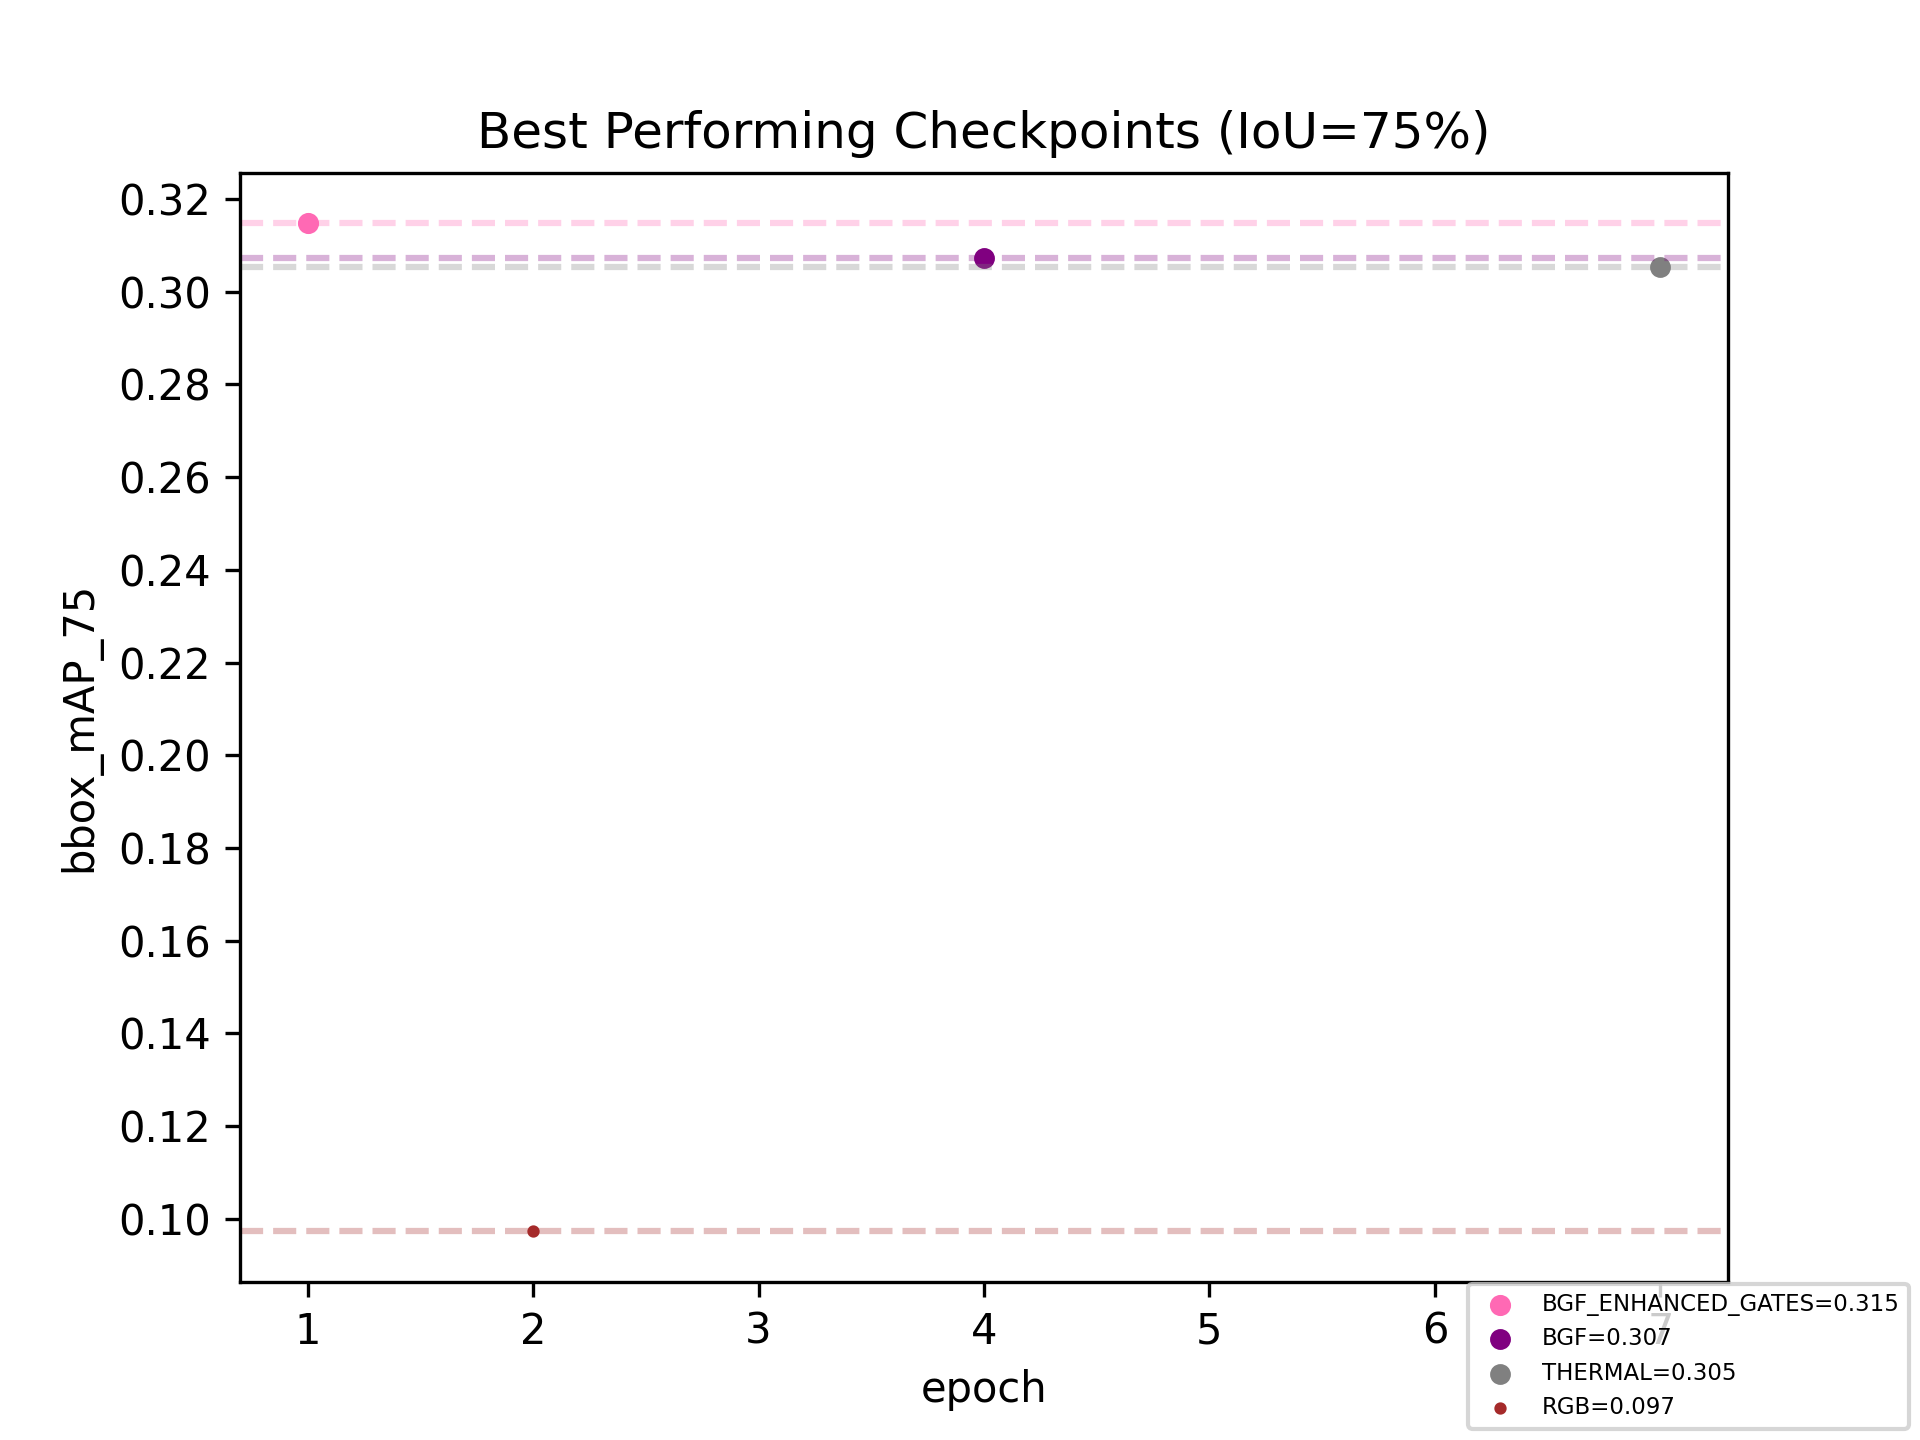 Best Performing Checkpoints (IoU=75%)
0.32
0.30
0.28
0.26
0.24
0.22
0.20
0.18
0.16
0.14
0.12
0.10
bbox_mAP_75
1 2 3 4 5 6 7
epoch
BGF_ENHANCED_GATES=0.315
BGF=0.307
THERMAL=0.305
RGB=0.097